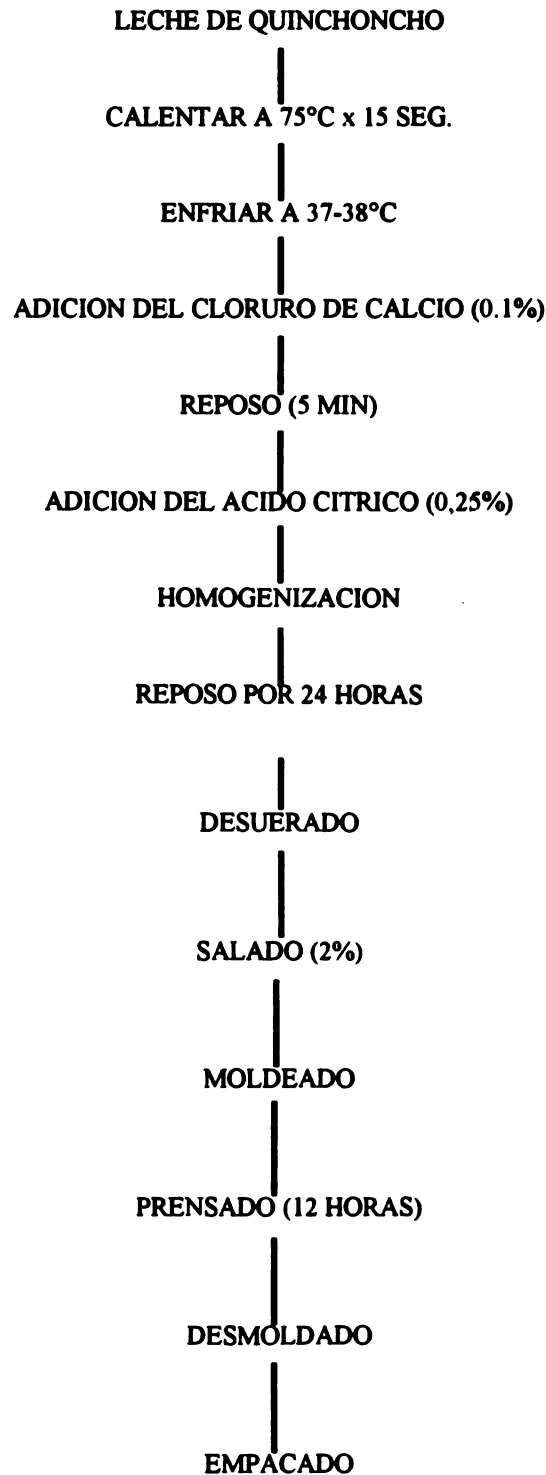 LECHE DE QUINCHONCHO
CALENTAR A 75°C x 15 SEG.
ENFRIAR A 37-38°C
ADICION DEL CLORURO DE CALCIO (0.1%)
REPOSO (5 MIN)
ADICION DEL ACIDO CITRICO (0,25%)
HOMOGENIZACION
REPOSO POR 24 HORAS
DESUERADO
SALADO (2%)
MOLDEADO
PRENSADO (12 HORAS)
DESMOLDADO
EMPACADO